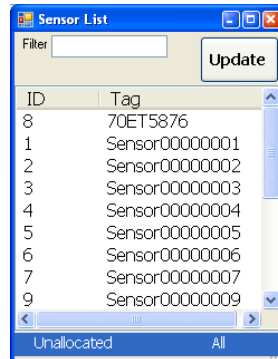 Sensor List
Filter
Update
ID Tag
8 70ET5876
1 Sensor00000001
2 Sensor00000002
3 Sensor00000003
4 Sensor00000004
5 Sensor00000005
6 Sensor00000006
7 Sensor00000007
9 Sensor00000009
Unallocated All